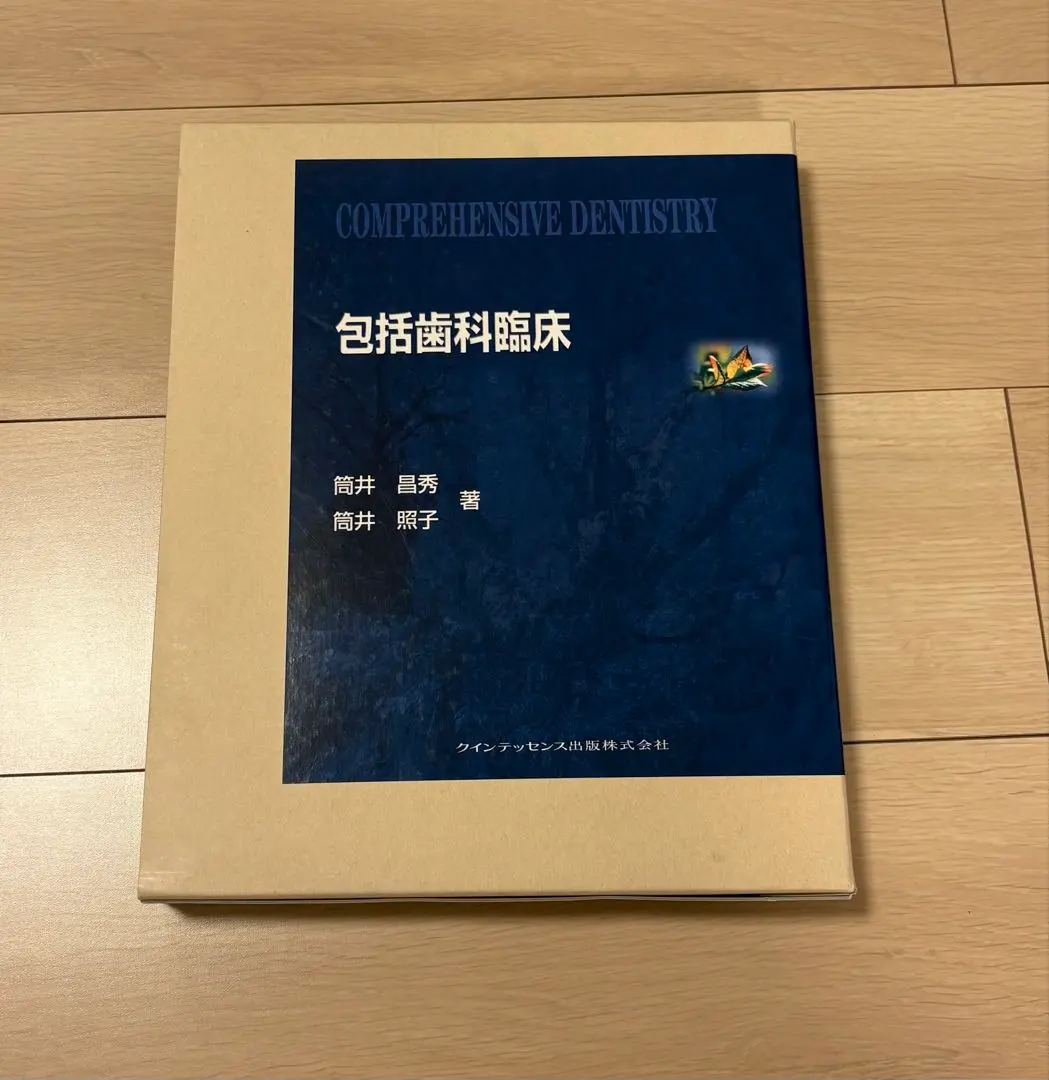 COMPREHENSIVE DENTISTRY
包括歯科臨床
筒井 昌秀
筒井 照子
著
クインテッセンス出版株式会社